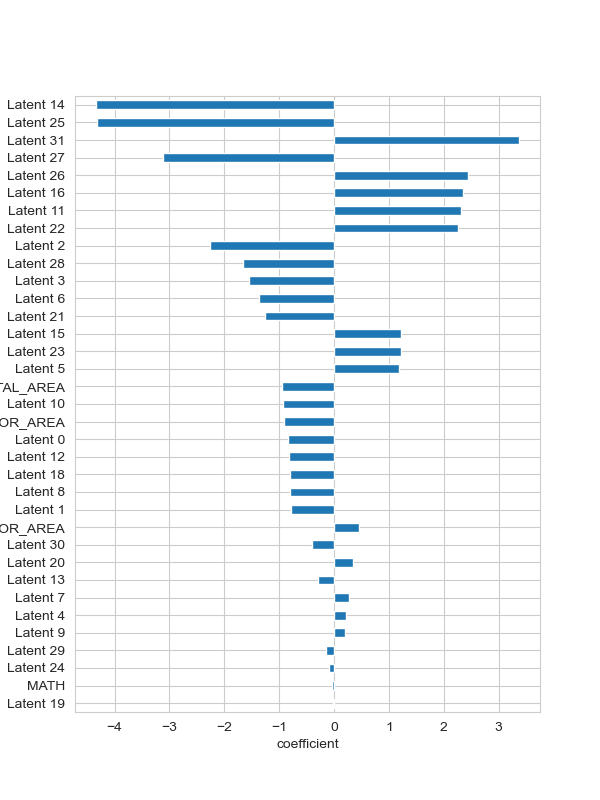 Latent 14
Latent 25
Latent 31
Latent 27
Latent 26
Latent 16
Latent 11
Latent 22
Latent 2
Latent 28
Latent 3
Latent 6
Latent 21
Latent 15
Latent 23
Latent 5
TAL_AREA
Latent 10
OR_AREA
Latent 0
Latent 12
Latent 18
Latent 8
Latent 1
OR_AREA
Latent 30
Latent 20
Latent 13
Latent 7
Latent 4
Latent 9
Latent 29
Latent 24
MATH
Latent 19
−4 −3 −2 −1 0 1 2 3
coefficient